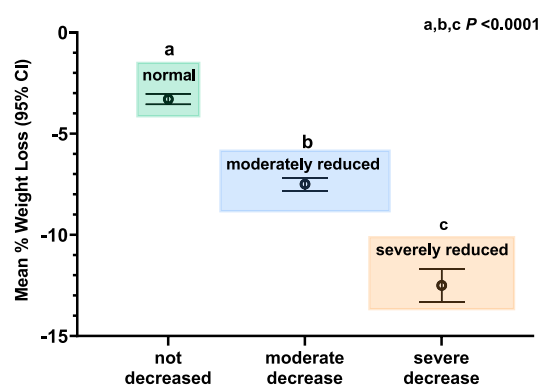 a,b,c P <0.0001
Mean % Weight Loss (95% CI)
0
-5
-10
-15
a
normal
b
moderately reduced
c
severely reduced
not
decreased
moderate
decrease
severe
decrease